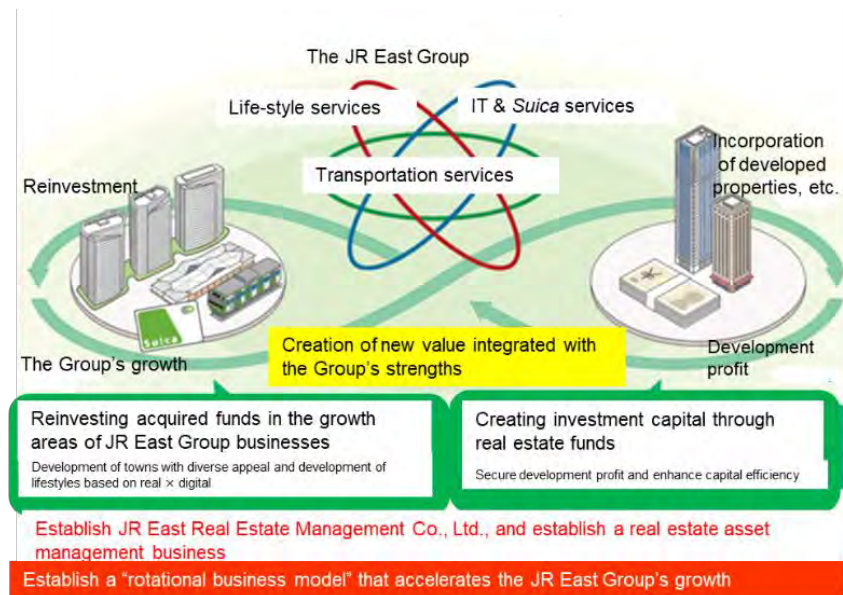 The JR East Group
Life-style services
IT & Suica services
Transportation services
Reinvestment
Incorporation
of developed
properties, etc.
Suica
The Group's growth
Creation of new value integrated with
the Group's strengths
Development
profit
Reinvesting acquired funds in the growth
areas of JR East Group businesses
Development of towns with diverse appeal and development of
lifestyles based on real × digital
Creating investment capital through
real estate funds
Secure development profit and enhance capital efficiency
Establish JR East Real Estate Management Co., Ltd., and establish a real estate asset
management business
Establish a “rotational business model” that accelerates the JR East Group's growth